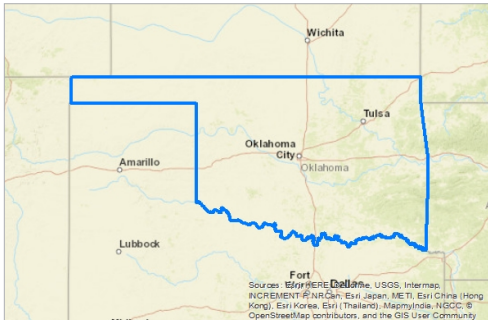 Wichita
Tulsa
Oklahoma
City
Oklahoma
Amarillo
Lubbock
Fort
Dallas
Sources: Esri, HERE, USGS, Intermap,
INCREMENT P, NRCan, Esri Japan, METI, Esri China (Hong
Kong), Esri Korea, Esri (Thailand), MapmyIndia, NGCC, ©
OpenStreetMap contributors, and the GIS User Community